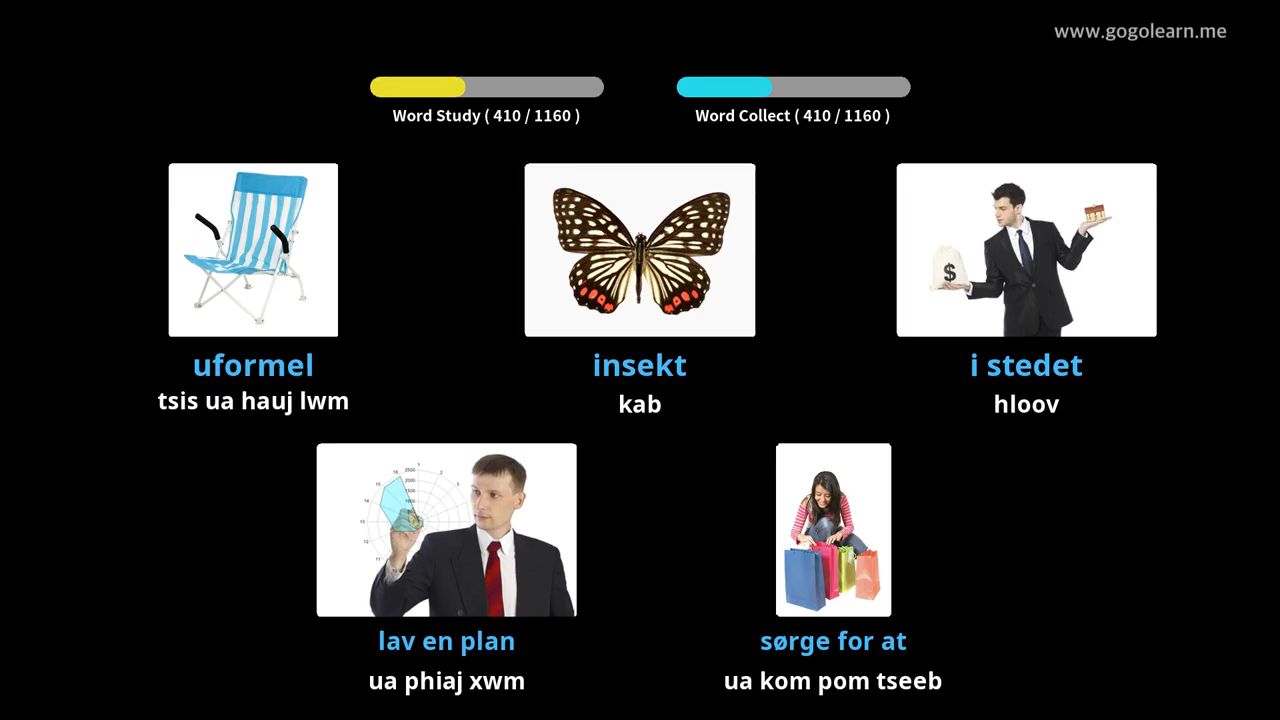 www.gogolearn.me
Word Study ( 410 / 1160 )
Word Collect ( 410 / 1160 )
$
uformel
tsis ua hauj lwm
insekt
kab
i stedet
hloov
lav en plan
ua phiaj xwm
sørge for at
ua kom pom tseeb